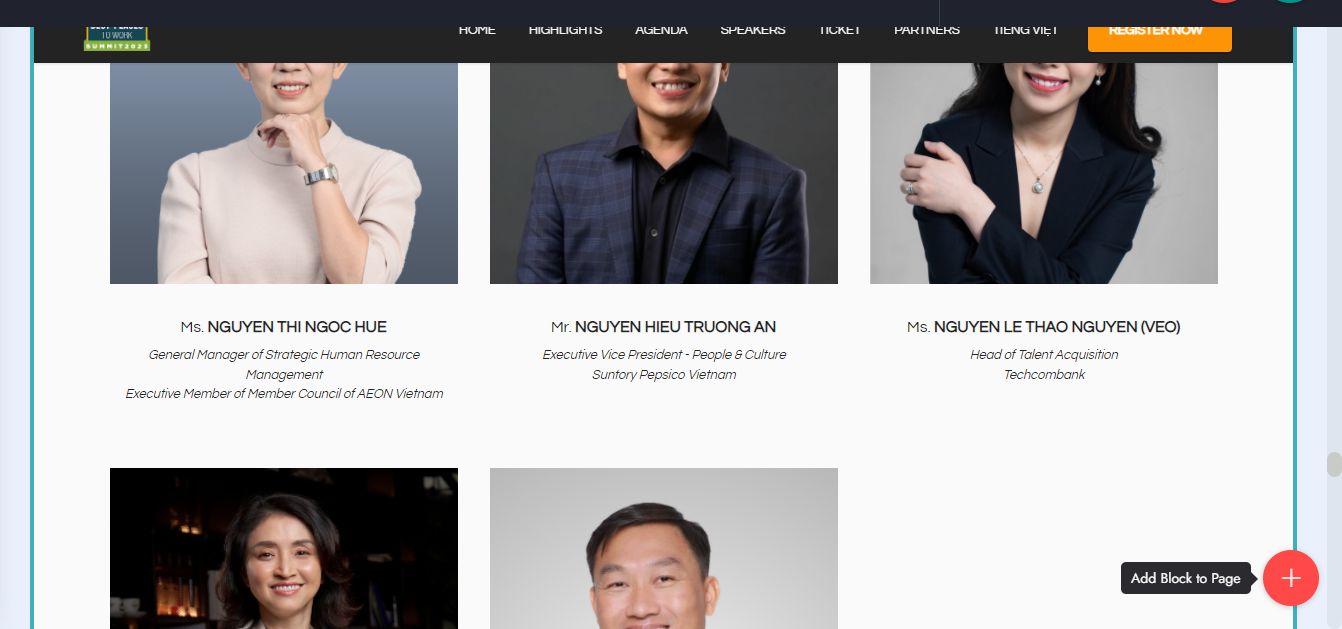 TO WORK
SUMMIT2023
HOME
HIGHLIGHTS
AGENDA
SPEAKERS
TICKET
PARTNERS
TIẾNG VIỆT
REGISTER NOW
Ms. NGUYEN THI NGOC HUE
General Manager of Strategic Human Resource
Management
Executive Member of Member Council of AEON Vietnam
Mr. NGUYEN HIEU TRUONG AN
Executive Vice President - People & Culture
Suntory Pepsico Vietnam
Ms. NGUYEN LE THAO NGUYEN (VEO)
Head of Talent Acquisition
Techcombank
Add Block to Page